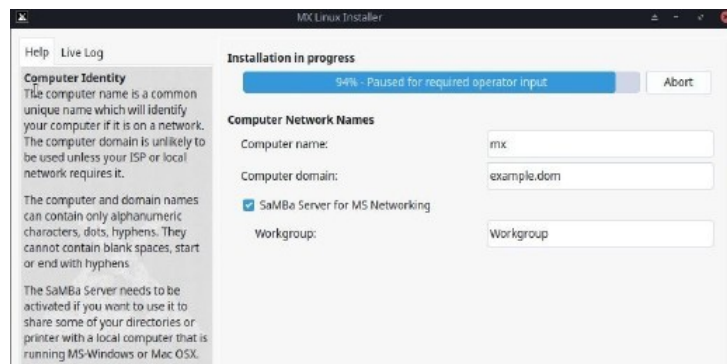 MX Linux Installer
Help
Live Log
Computer Identity
The computer name is a common
unique name which will identify
your computer if it is on a network.
The computer domain is unlikely to
be used unless your ISP or local
network requires it.
The computer and domain names
can contain only alphanumeric
characters, dots, hyphens. They
cannot contain blank spaces, start
or end with hyphens
The SaMBa Server needs to be
activated if you want to use it to
share some of your directories or
printer with a local computer that is
running MS-Windows or Mac OSX.
Installation in progress
94% - Paused for required operator input
Abort
Computer Network Names
Computer name:
mx
Computer domain:
example.dom
SaMBa Server for MS Networking
Workgroup:
Workgroup